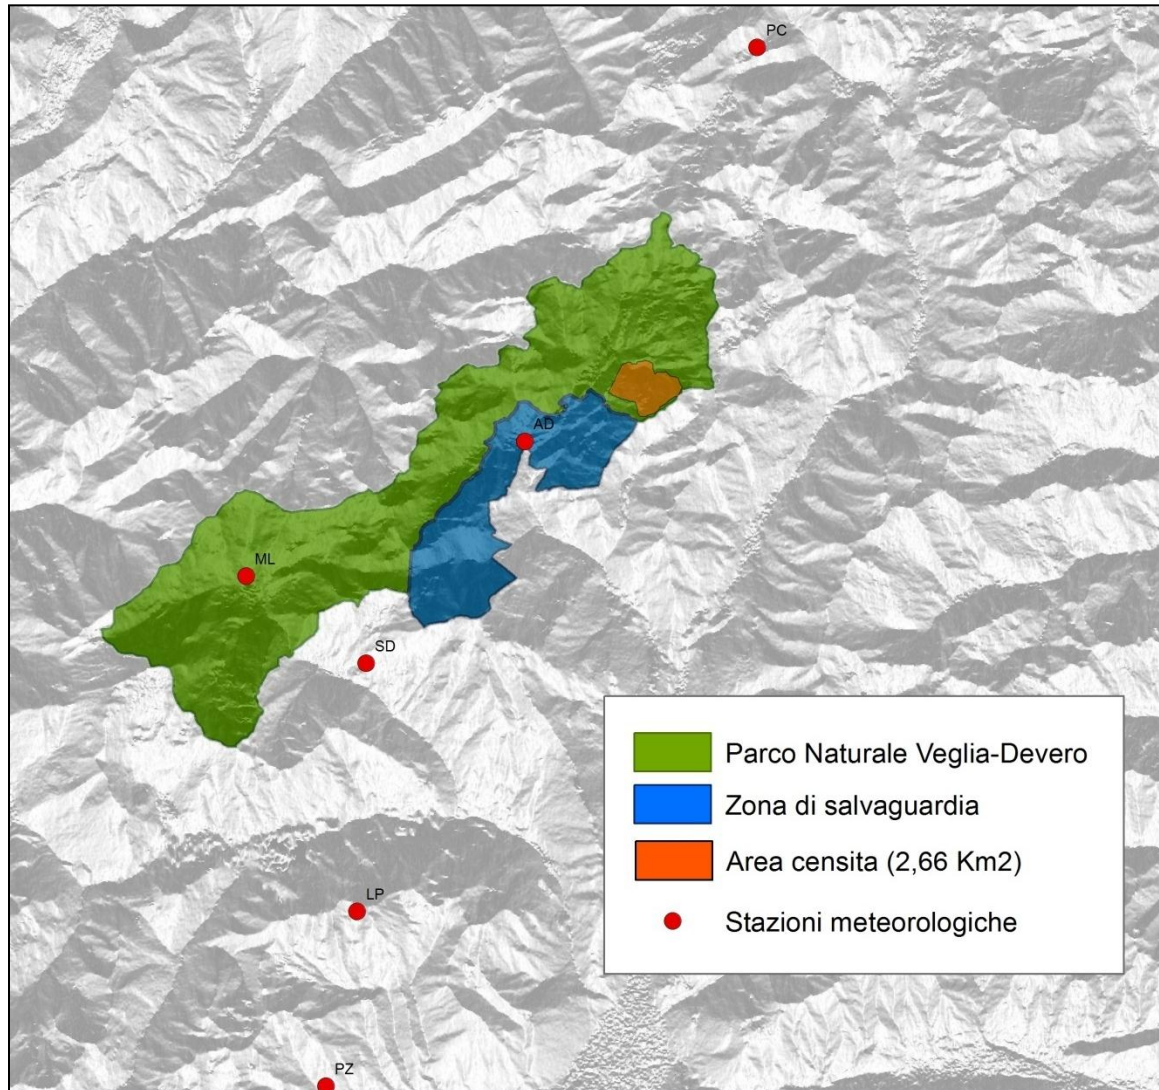 PC
AD
ML
SD
Parco Naturale Veglia-Devero
Zona di salvaguardia
Area censita (2,66 Km2)
LP
Stazioni meteorologiche
PZ